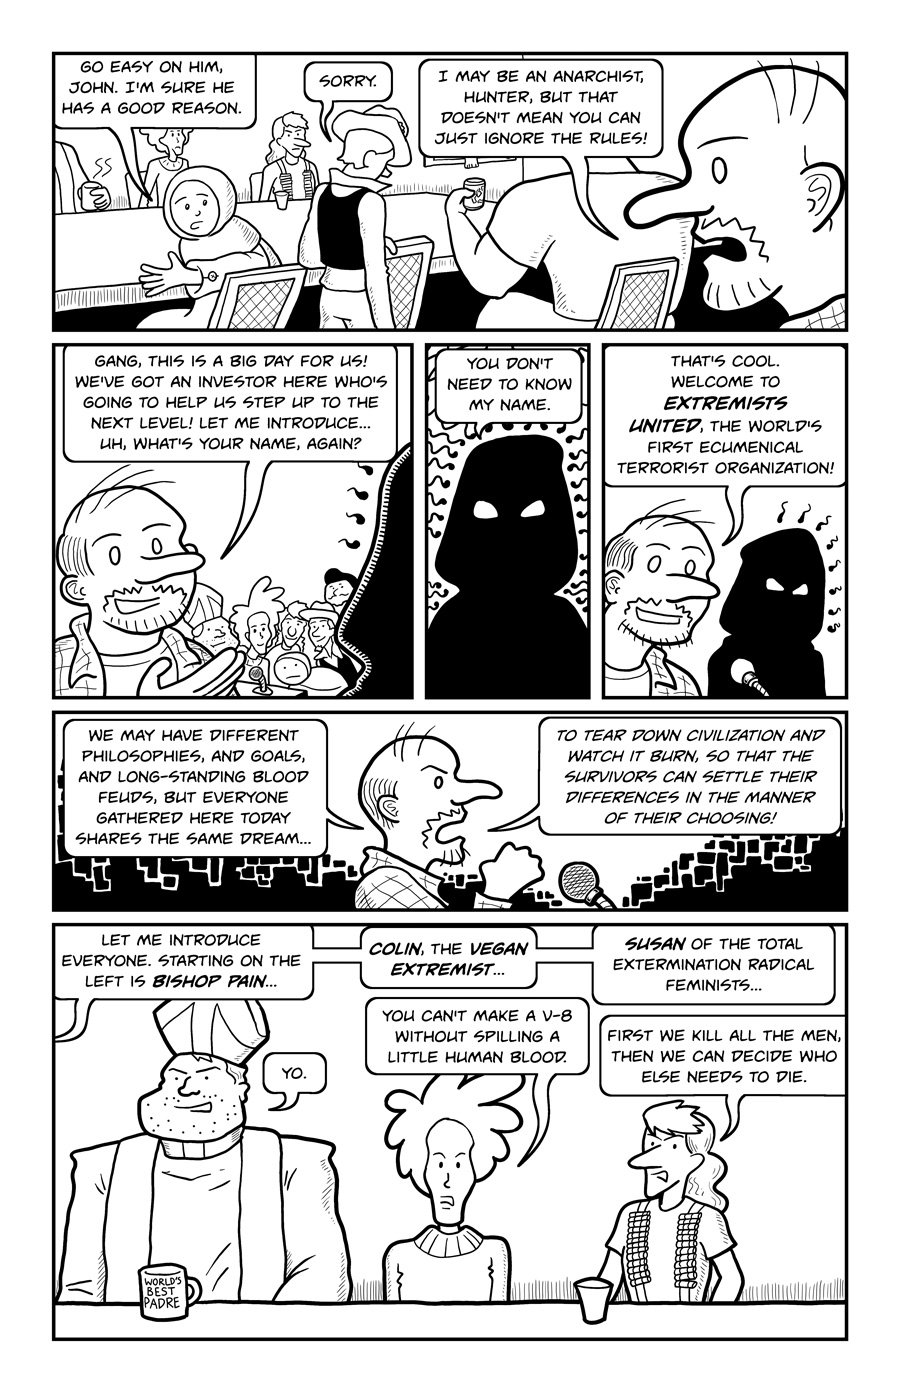 GO EASY ON HIM,
JOHN. I'M SURE HE
HAS A GOOD REASON.
SORRY.
I MAY BE AN ANARCHIST,
HUNTER, BUT THAT
DOESN'T MEAN YOU CAN
JUST IGNORE THE RULES!
GANG, THIS IS A BIG DAY FOR US!
WE'VE GOT AN INVESTOR HERE WHO'S
GOING TO HELP US STEP UP TO THE
NEXT LEVEL! LET ME INTRODUCE...
UH, WHAT'S YOUR NAME, AGAIN?
YOU DON'T
NEED TO KNOW
MY NAME.
THAT'S COOL.
WELCOME TO
EXTREMISTS
UNITED, THE WORLD'S
FIRST ECUMENICAL
TERRORIST ORGANIZATION!
WE MAY HAVE DIFFERENT
PHILOSOPHIES, AND GOALS,
AND LONG-STANDING BLOOD
FEUDS, BUT EVERYONE
GATHERED HERE TODAY
SHARES THE SAME DREAM...
TO TEAR DOWN CIVILIZATION AND
WATCH IT BURN, SO THAT THE
SURVIVORS CAN SETTLE THEIR
DIFFERENCES IN THE MANNER
OF THEIR CHOOSING!
LET ME INTRODUCE
EVERYONE. STARTING ON THE
LEFT IS BISHOP PAIN...
YO.
WORLD'S
BEST
PADRE
COLIN, THE VEGAN
EXTREMIST...
YOU CAN'T MAKE A V-8
WITHOUT SPILLING A
LITTLE HUMAN BLOOD.
SUSAN OF THE TOTAL
EXTERMINATION RADICAL
FEMINISTS...
FIRST WE KILL ALL THE MEN,
THEN WE CAN DECIDE WHO
ELSE NEEDS TO DIE.